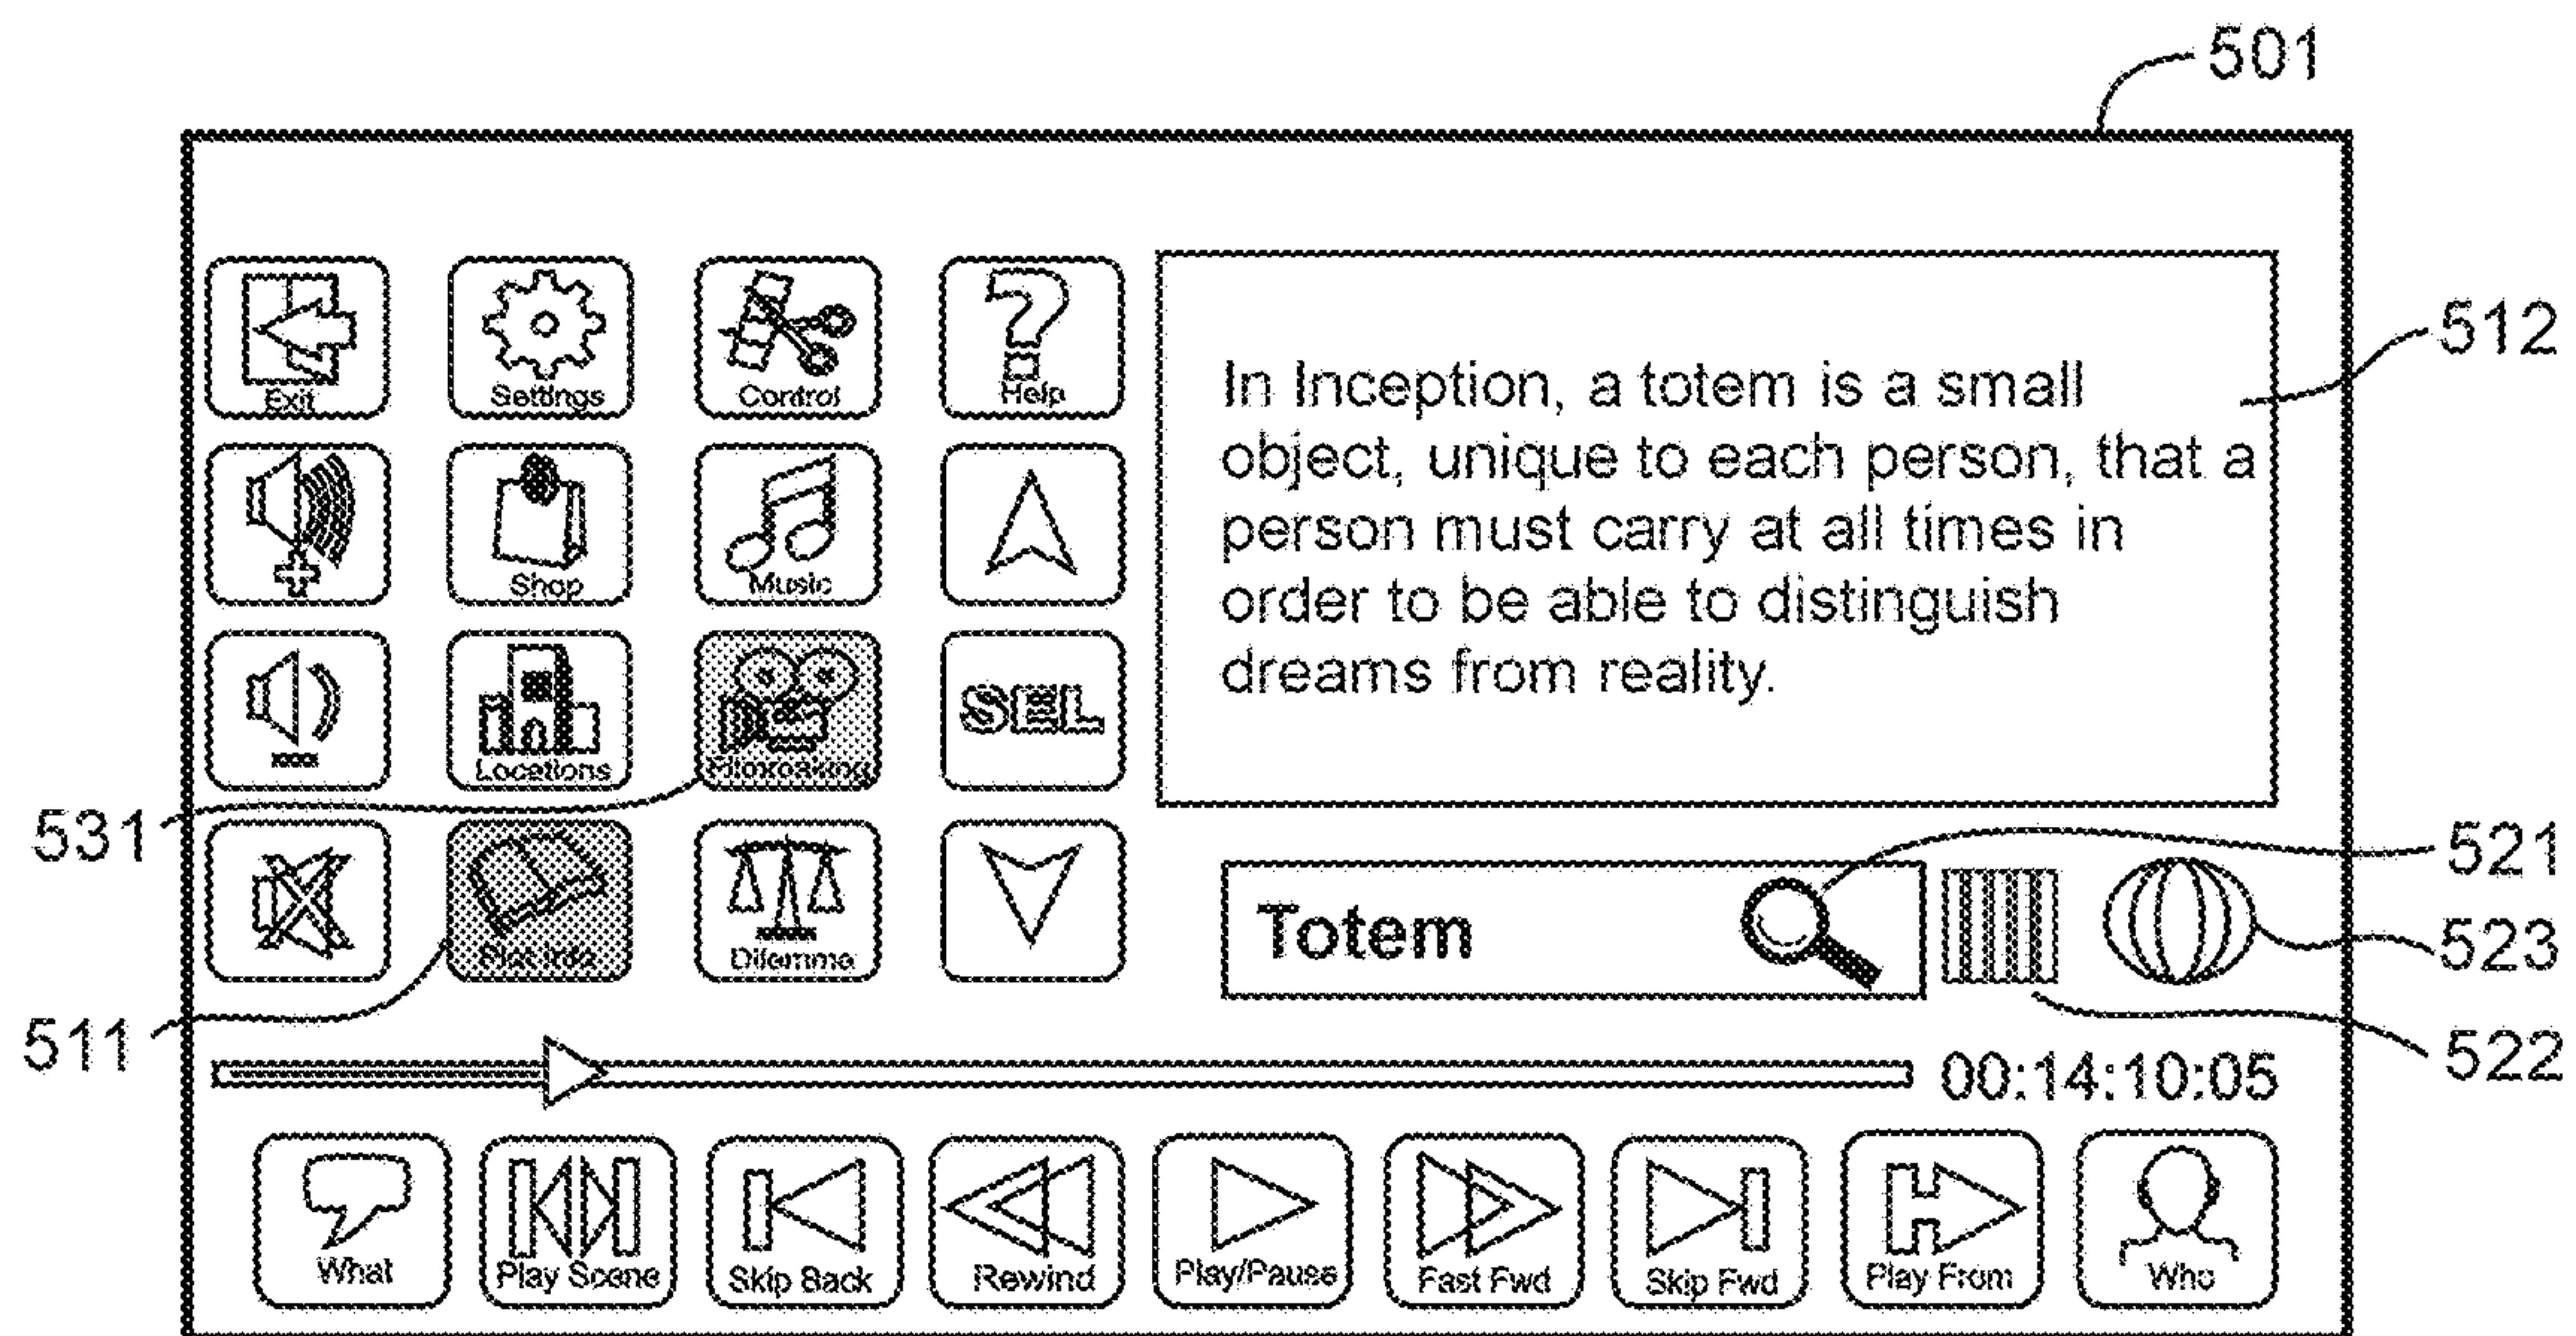 501
Exit
Settings
Control
Help
512
In Inception, a totem is a small
object, unique to each person, that a
person must carry at all times in
order to be able to distinguish
dreams from reality.
Shop
Music
Locations
Filmmaking
SEL
531
521
Plot Info
Dilemma
Totem
523
511
522
00:14:10:05
What
Play Scene
Skip Back
Rewind
Play/Pause
Fast Fwd
Skip Fwd
Play From
Who